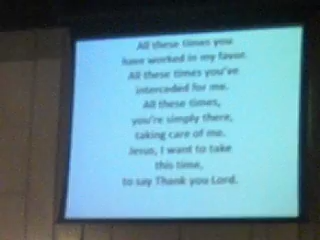 All these times you
have worked in my favor.
All these times you've
interceded for me.
All these times,
you're simply there,
taking care of me.
Jesus, I want to take
this time,
to say Thank you Lord.